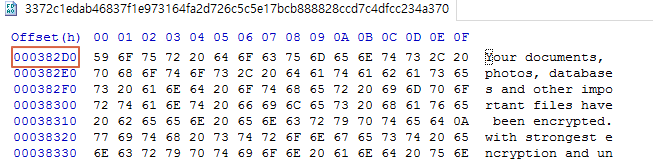 3372c1edab46837f1e973164fa2d726c5c5e17bcb888828ccd7c4dfcc234a370
Offset(h) 00 01 02 03 04 05 06 07 08 09 0A 0B 0C 0D 0E 0F
000382D0 59 6F 75 72 20 64 6F 63 75 6D 65 6E 74 73 2C 20 Your documents,
000382E0 70 68 6F 74 6F 73 2C 20 64 61 74 61 62 61 73 65 photos, database
000382F0 73 20 61 6E 64 20 6F 74 68 65 72 20 69 6D 70 6F s and other impo
00038300 72 74 61 6E 74 20 66 69 6C 65 73 20 68 61 76 65 rtant files have
00038310 20 62 65 65 6E 20 65 6E 63 72 79 70 74 65 64 0A been encrypted.
00038320 77 69 74 68 20 73 74 72 6F 6E 67 65 73 74 20 65 with strongest e
00038330 6E 63 72 79 70 74 69 6F 6E 20 61 6E 64 20 75 6E ncryption and un